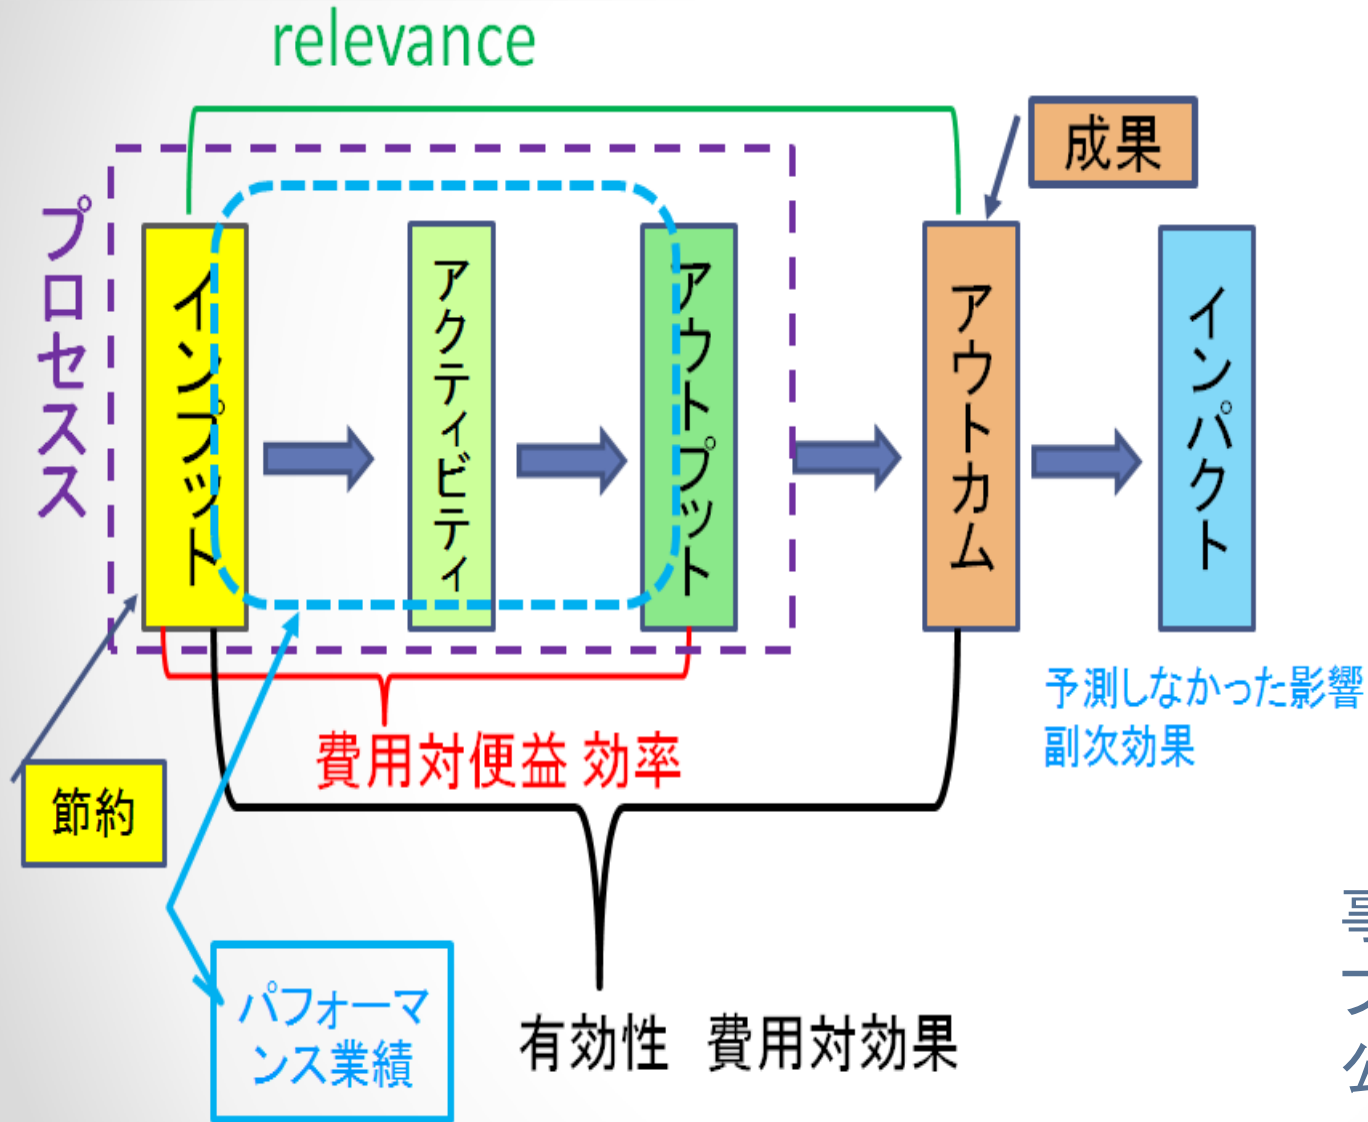 relevance
成果
プロセスス
インプット
アクティビティ
アウトプット
アウトカム
インパクト
予測しなかった影響
副次効果
費用対便益 効率
節約
パフォーマ
ンス業績
有効性 費用対効果